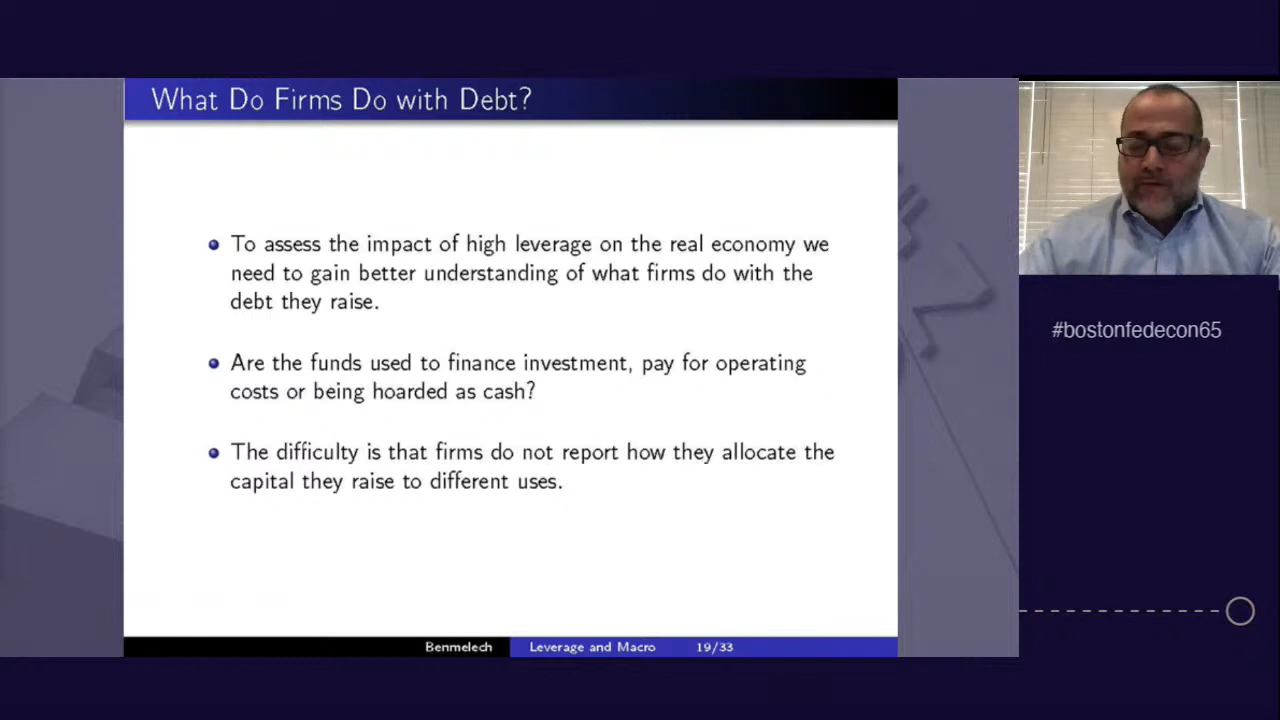 What Do Firms Do with Debt?
To assess the impact of high leverage on the real economy we
need to gain better understanding of what firms do with the
debt they raise.
Are the funds used to finance investment, pay for operating
costs or being hoarded as cash?
The difficulty is that firms do not report how they allocate the
capital they raise to different uses.
Benmelech Leverage and Macro 19/33
#bostonfedecon65